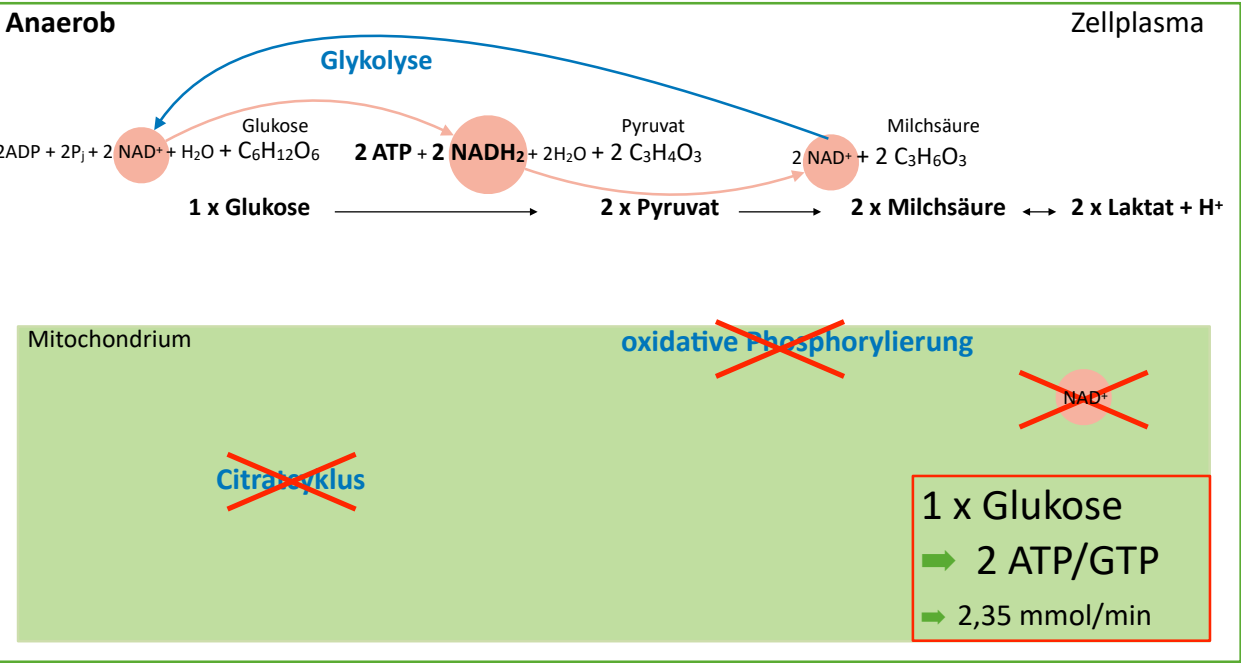 Anaerob
Zellplasma
Glykolyse
Glukose
Pyruvat
Milchsäure
2ADP + 2Pj + 2 NAD⁺ + H₂O + C₆H₁₂O₆
2 ATP + 2 NADH₂ + 2H₂O + 2 C₃H₄O₃
2 NAD⁺ + 2 C₃H₆O₃
1 x Glukose → 2 x Pyruvat → 2 x Milchsäure ↔ 2 x Laktat + H⁺
Mitochondrium
oxidative Phosphorylierung
NAD⁺
Citratcyklus
1 x Glukose
➡ 2 ATP/GTP
➡ 2,35 mmol/min